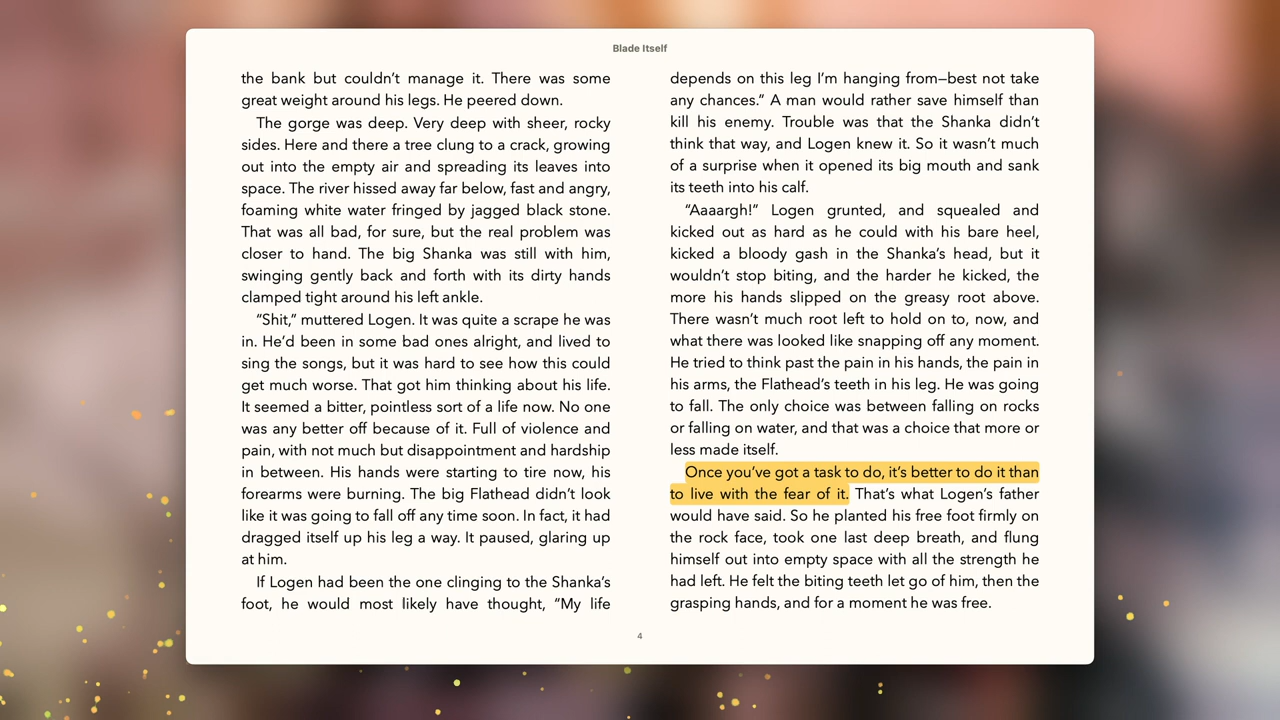 Blade Itself
the bank but couldn’t manage it. There was some
great weight around his legs. He peered down.
The gorge was deep. Very deep with sheer, rocky
sides. Here and there a tree clung to a crack, growing
out into the empty air and spreading its leaves into
space. The river hissed away far below, fast and angry,
foaming white water fringed by jagged black stone.
That was all bad, for sure, but the real problem was
closer to hand. The big Shanka was still with him,
swinging gently back and forth with its dirty hands
clamped tight around his left ankle.
“Shit,” muttered Logen. It was quite a scrape he was
in. He’d been in some bad ones alright, and lived to
sing the songs, but it was hard to see how this could
get much worse. That got him thinking about his life.
It seemed a bitter, pointless sort of a life now. No one
was any better off because of it. Full of violence and
pain, with not much but disappointment and hardship
in between. His hands were starting to tire now, his
forearms were burning. The big Flathead didn’t look
like it was going to fall off any time soon. In fact, it had
dragged itself up his leg a way. It paused, glaring up
at him.
If Logen had been the one clinging to the Shanka’s
foot, he would most likely have thought, “My life
depends on this leg I’m hanging from—best not take
any chances.” A man would rather save himself than
kill his enemy. Trouble was that the Shanka didn’t
think that way, and Logen knew it. So it wasn’t much
of a surprise when it opened its big mouth and sank
its teeth into his calf.
“Aaaargh!” Logen grunted, and squealed and
kicked out as hard as he could with his bare heel,
kicked a bloody gash in the Shanka’s head, but it
wouldn’t stop biting, and the harder he kicked, the
more his hands slipped on the greasy root above.
There wasn’t much root left to hold on to, now, and
what there was looked like snapping off any moment.
He tried to think past the pain in his hands, the pain in
his arms, the Flathead’s teeth in his leg. He was going
to fall. The only choice was between falling on rocks
or falling on water, and that was a choice that more or
less made itself.
Once you’ve got a task to do, it’s better to do it than
to live with the fear of it. That’s what Logen’s father
would have said. So he planted his free foot firmly on
the rock face, took one last deep breath, and flung
himself out into empty space with all the strength he
had left. He felt the biting teeth let go of him, then the
grasping hands, and for a moment he was free.
4